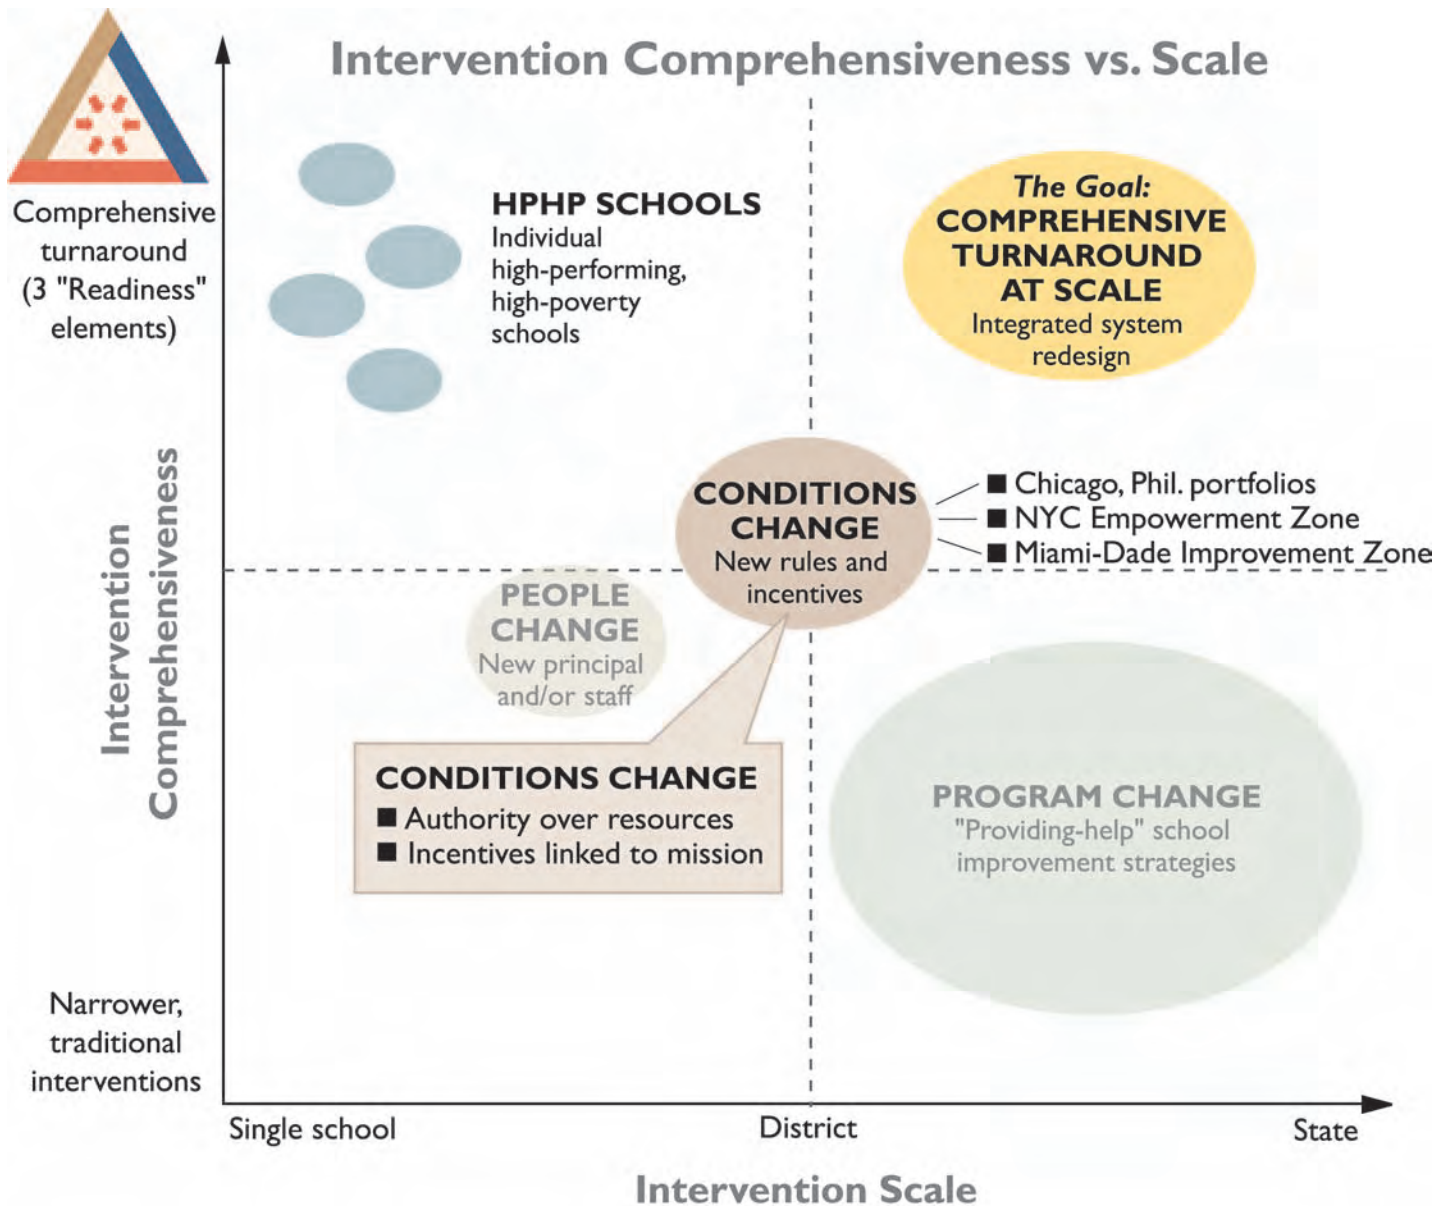 Intervention Comprehensiveness vs. Scale
Comprehensive
turnaround
(3 "Readiness"
elements)
HPHP SCHOOLS
Individual
high-performing,
high-poverty
schools
The Goal:
COMPREHENSIVE
TURNAROUND
AT SCALE
Integrated system
redesign
Intervention
Comprehensiveness
CONDITIONS
CHANGE
New rules and
incentives
■ Chicago, Phil. portfolios
■ NYC Empowerment Zone
■ Miami-Dade Improvement Zone
PEOPLE
CHANGE
New principal
and/or staff
CONDITIONS CHANGE
■ Authority over resources
■ Incentives linked to mission
PROGRAM CHANGE
"Providing-help" school
improvement strategies
Narrower,
traditional
interventions
Single school
District
State
Intervention Scale